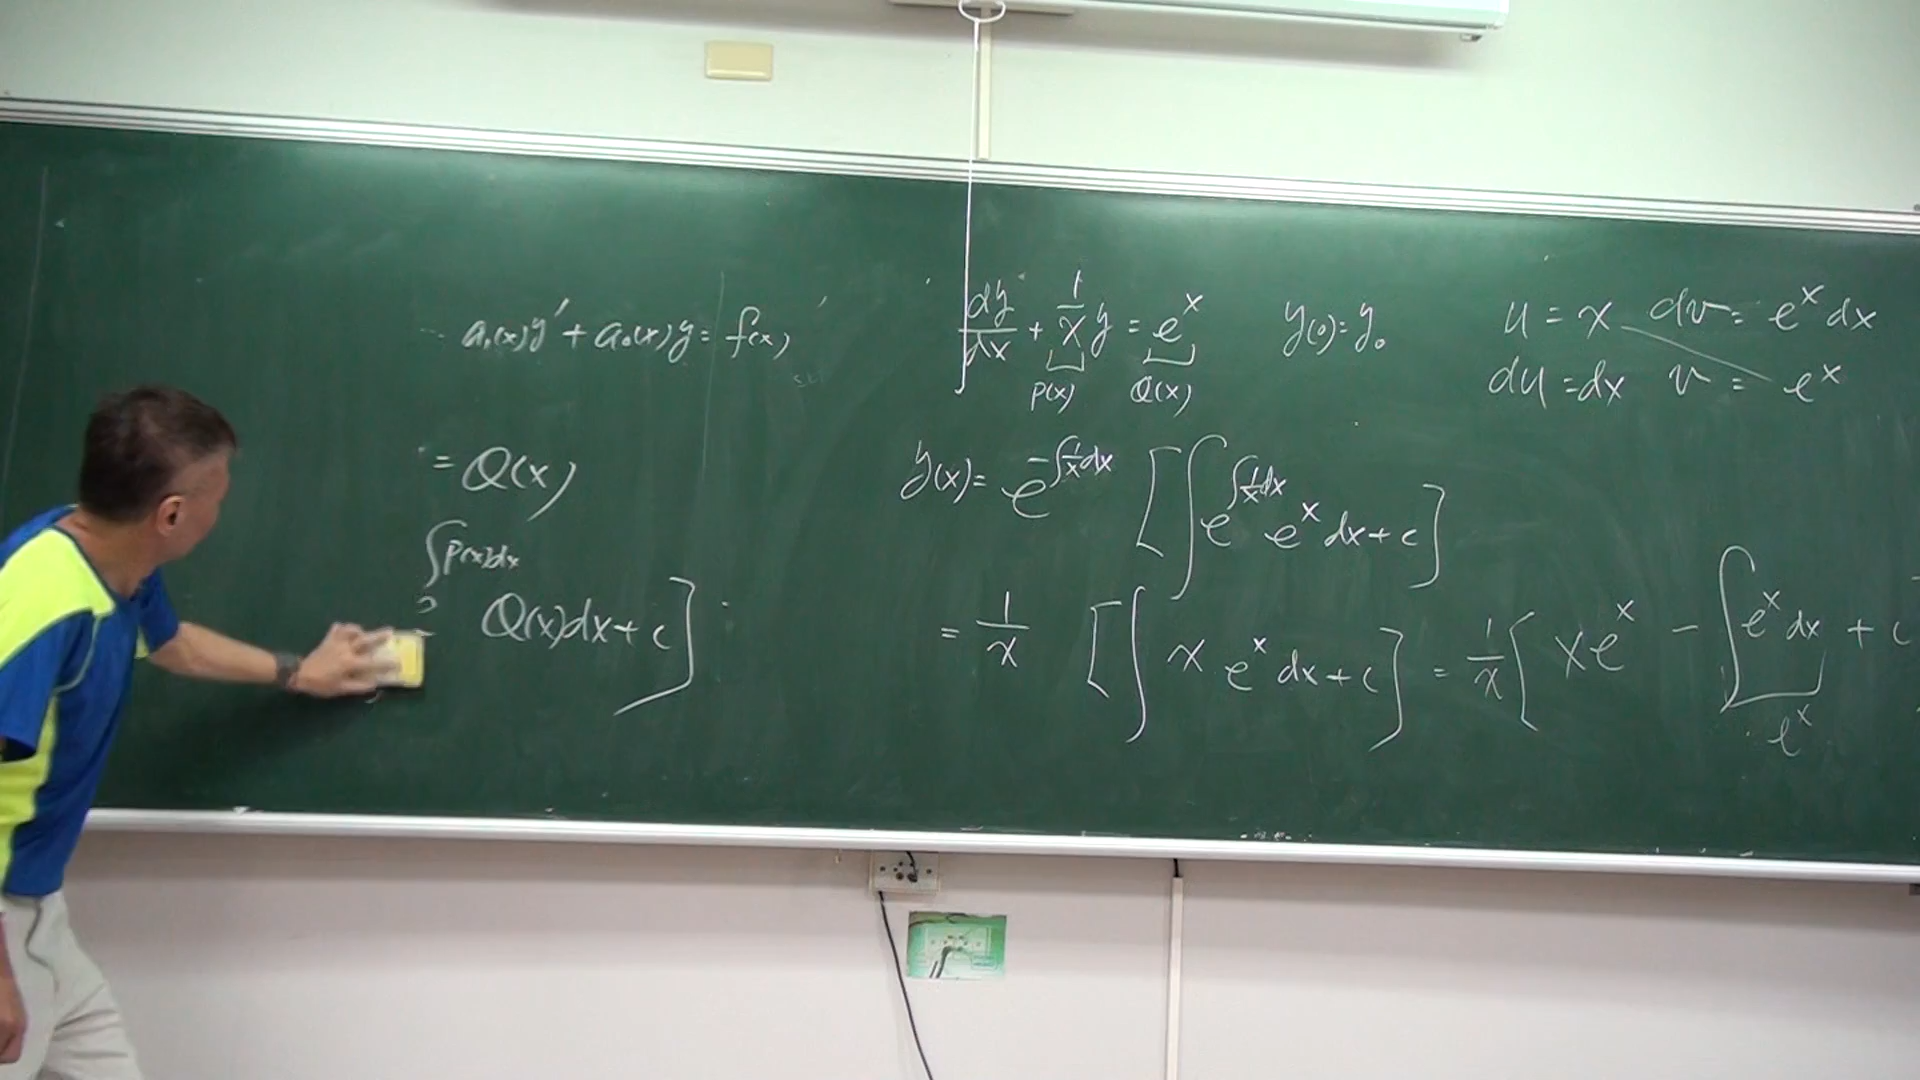 a₁(x)y' + a₀(x)y = f(x)
= Q(x)
∫P(x)dx
Q(x)dx + c]
dy/dx + 1/x y = e^x    y(0) = y₀
P(x)    Q(x)
y(x) = e^(-∫1/x dx) [∫ e^(∫1/x dx) e^x dx + c]
= 1/x [∫ x e^x dx + c] = 1/x [x e^x - ∫e^x dx + c
e^x
u = x    dv = e^x dx
du = dx    v = e^x